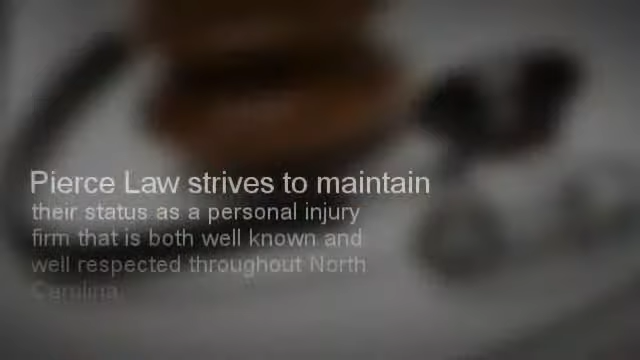 Pierce Law strives to maintain
their status as a personal injury
firm that is both well known and
well respected throughout North
Carolina.